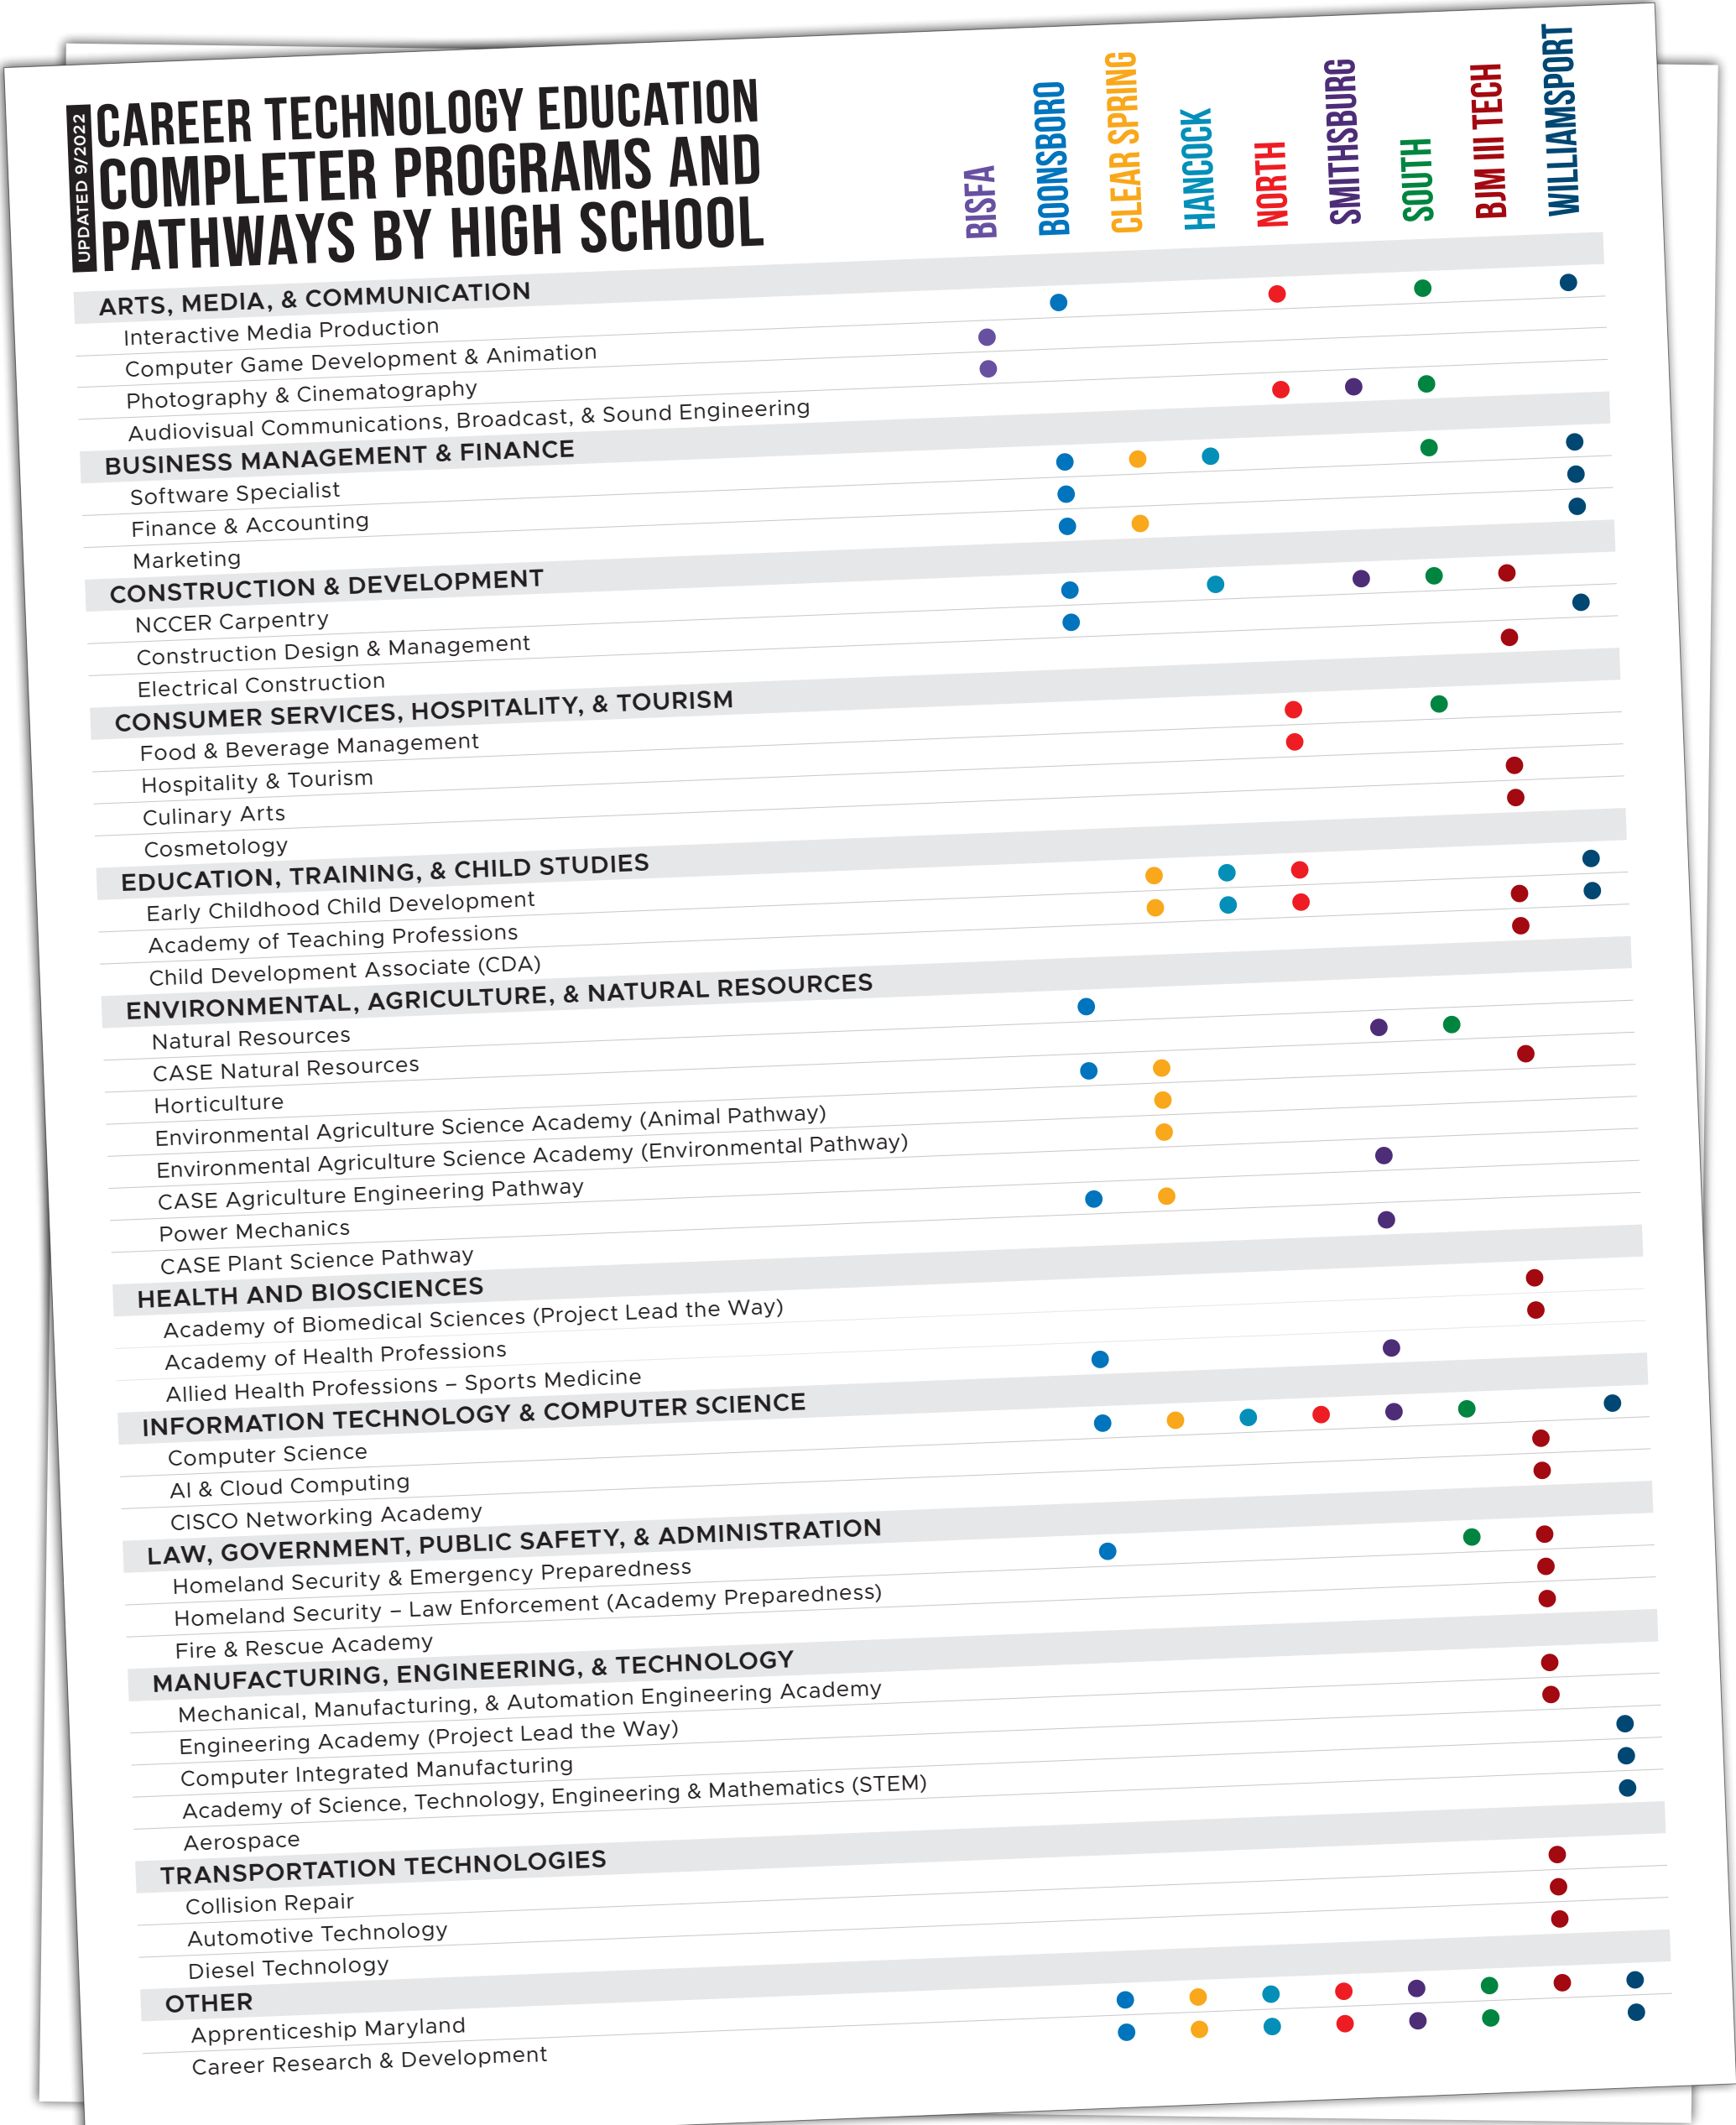 UPDATED 9/2022
CAREER TECHNOLOGY EDUCATION
COMPLETER PROGRAMS AND
PATHWAYS BY HIGH SCHOOL
BISFA
BOONSBORO
CLEAR SPRING
HANCOCK
NORTH
SMITHSBURG
SOUTH
BJM III TECH
WILLIAMSPORT
ARTS, MEDIA, & COMMUNICATION
Interactive Media Production
Computer Game Development & Animation
Photography & Cinematography
Audiovisual Communications, Broadcast, & Sound Engineering
BUSINESS MANAGEMENT & FINANCE
Software Specialist
Finance & Accounting
Marketing
CONSTRUCTION & DEVELOPMENT
NCCER Carpentry
Construction Design & Management
Electrical Construction
CONSUMER SERVICES, HOSPITALITY, & TOURISM
Food & Beverage Management
Hospitality & Tourism
Culinary Arts
Cosmetology
EDUCATION, TRAINING, & CHILD STUDIES
Early Childhood Child Development
Academy of Teaching Professions
Child Development Associate (CDA)
ENVIRONMENTAL, AGRICULTURE, & NATURAL RESOURCES
Natural Resources
CASE Natural Resources
Horticulture
Environmental Agriculture Science Academy (Animal Pathway)
Environmental Agriculture Science Academy (Environmental Pathway)
CASE Agriculture Engineering Pathway
Power Mechanics
CASE Plant Science Pathway
HEALTH AND BIOSCIENCES
Academy of Biomedical Sciences (Project Lead the Way)
Academy of Health Professions
Allied Health Professions – Sports Medicine
INFORMATION TECHNOLOGY & COMPUTER SCIENCE
Computer Science
AI & Cloud Computing
CISCO Networking Academy
LAW, GOVERNMENT, PUBLIC SAFETY, & ADMINISTRATION
Homeland Security & Emergency Preparedness
Homeland Security – Law Enforcement (Academy Preparedness)
Fire & Rescue Academy
MANUFACTURING, ENGINEERING, & TECHNOLOGY
Mechanical, Manufacturing, & Automation Engineering Academy
Engineering Academy (Project Lead the Way)
Computer Integrated Manufacturing
Academy of Science, Technology, Engineering & Mathematics (STEM)
Aerospace
TRANSPORTATION TECHNOLOGIES
Collision Repair
Automotive Technology
Diesel Technology
OTHER
Apprenticeship Maryland
Career Research & Development